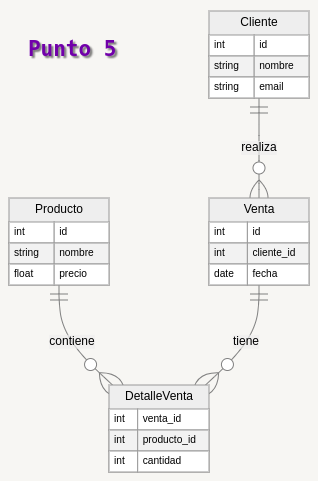 Punto 5
Cliente
int id
string nombre
string email
realiza
Producto
int id
string nombre
float precio
Venta
int id
int cliente_id
date fecha
contiene
tiene
DetalleVenta
int venta_id
int producto_id
int cantidad